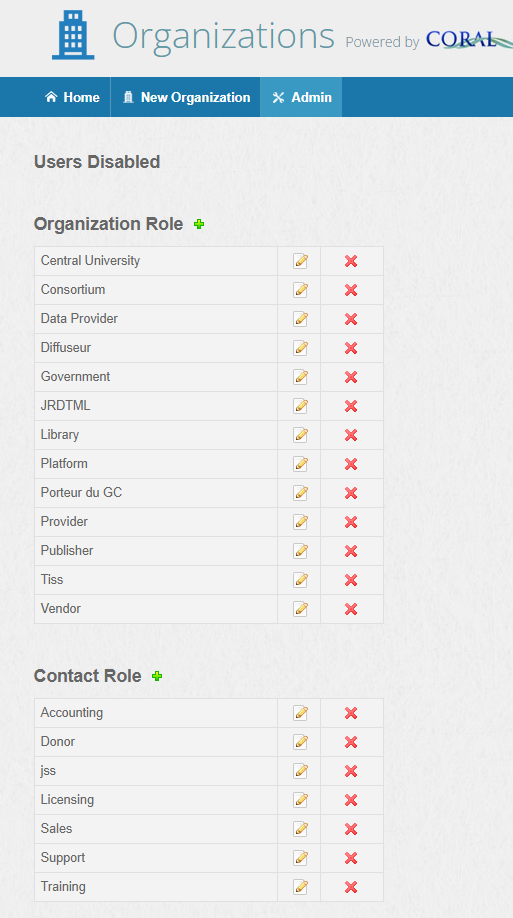 Organizations Powered by CORAL
Home New Organization Admin
Users Disabled
Organization Role
Central University
Consortium
Data Provider
Diffuseur
Government
JRDTML
Library
Platform
Porteur du GC
Provider
Publisher
Tiss
Vendor
Contact Role
Accounting
Donor
jss
Licensing
Sales
Support
Training